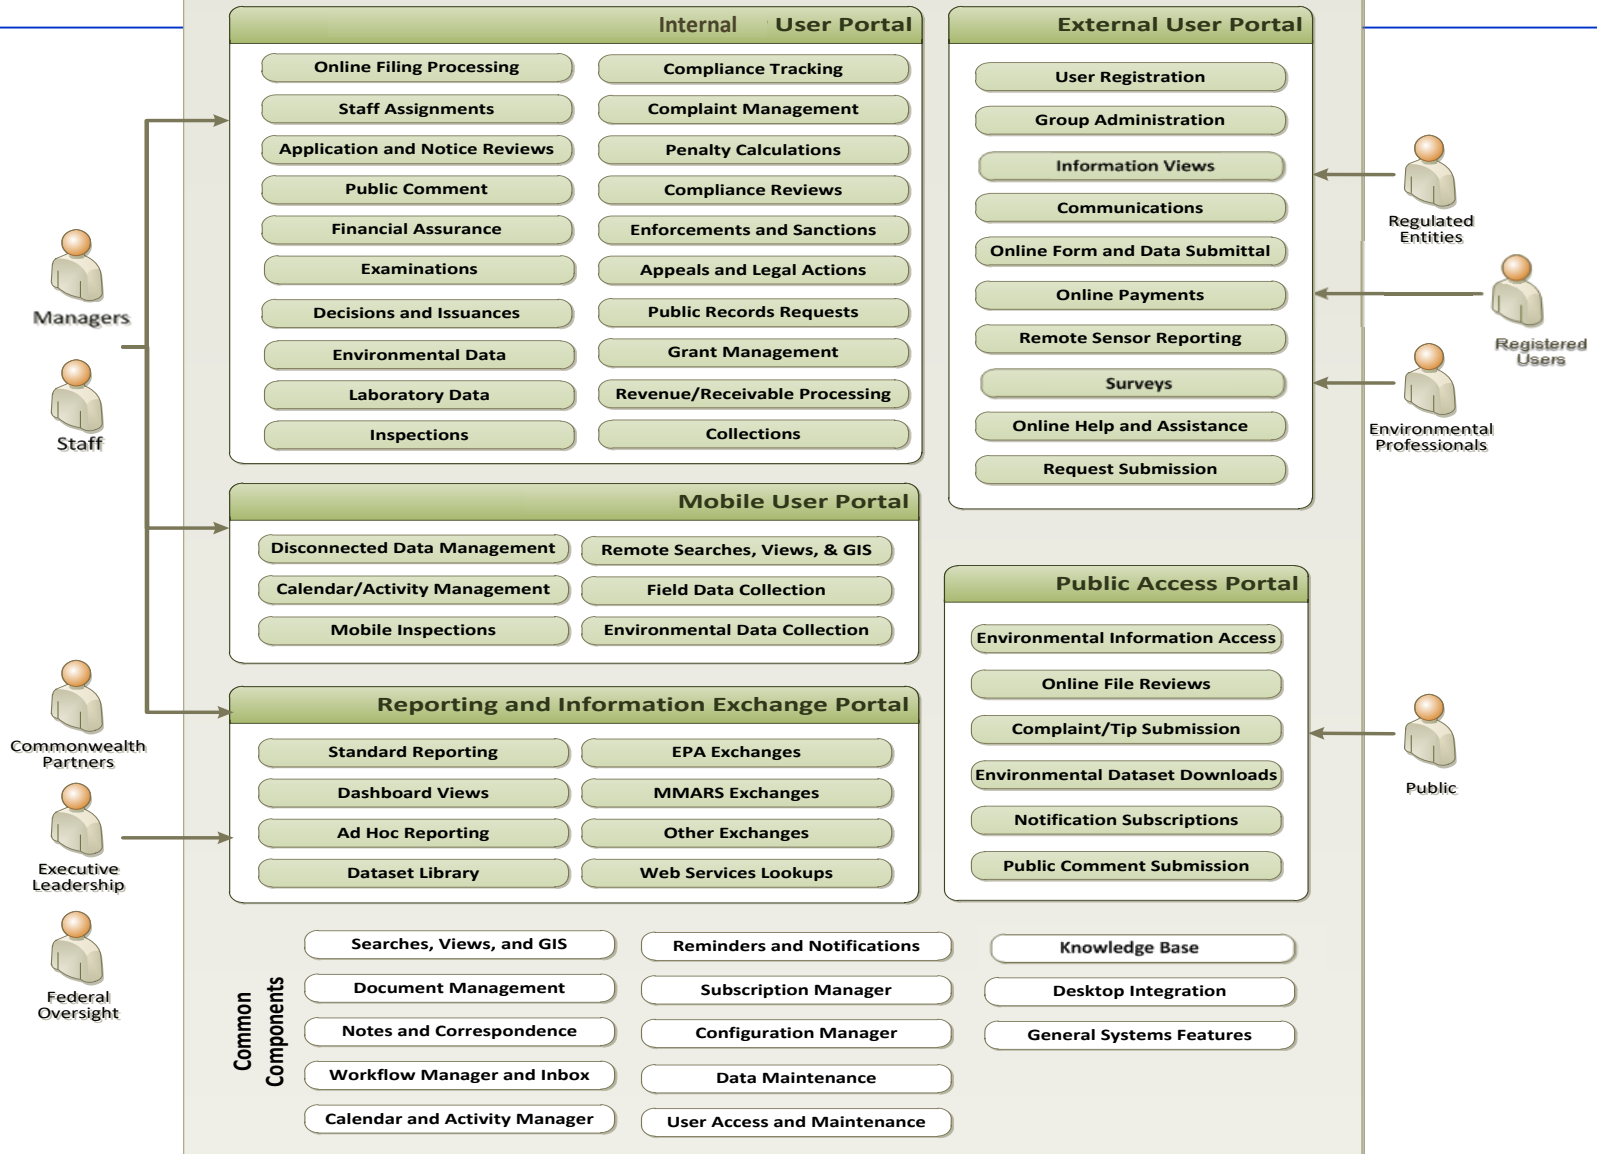 Internal User Portal
Online Filing Processing
Staff Assignments
Application and Notice Reviews
Public Comment
Financial Assurance
Examinations
Decisions and Issuances
Environmental Data
Laboratory Data
Inspections
Compliance Tracking
Complaint Management
Penalty Calculations
Compliance Reviews
Enforcements and Sanctions
Appeals and Legal Actions
Public Records Requests
Grant Management
Revenue/Receivable Processing
Collections
External User Portal
User Registration
Group Administration
Information Views
Communications
Online Form and Data Submittal
Online Payments
Remote Sensor Reporting
Surveys
Online Help and Assistance
Request Submission
Managers
Staff
Commonwealth
Partners
Executive
Leadership
Federal
Oversight
Regulated
Entities
Registered
Users
Environmental
Professionals
Public
Mobile User Portal
Disconnected Data Management
Calendar/Activity Management
Mobile Inspections
Remote Searches, Views, & GIS
Field Data Collection
Environmental Data Collection
Public Access Portal
Environmental Information Access
Online File Reviews
Complaint/Tip Submission
Environmental Dataset Downloads
Notification Subscriptions
Public Comment Submission
Reporting and Information Exchange Portal
Standard Reporting
Dashboard Views
Ad Hoc Reporting
Dataset Library
EPA Exchanges
MMARS Exchanges
Other Exchanges
Web Services Lookups
Common
Components
Searches, Views, and GIS
Document Management
Notes and Correspondence
Workflow Manager and Inbox
Calendar and Activity Manager
Reminders and Notifications
Subscription Manager
Configuration Manager
Data Maintenance
User Access and Maintenance
Knowledge Base
Desktop Integration
General Systems Features